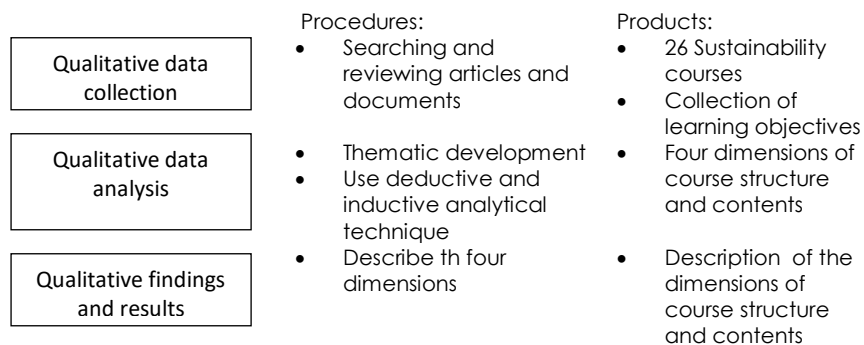 Qualitative data
collection
Qualitative data
analysis
Qualitative findings
and results
Procedures:
• Searching and
reviewing articles and
documents
• Thematic development
• Use deductive and
inductive analytical
technique
• Describe th four
dimensions
Products:
• 26 Sustainability
courses
• Collection of
learning objectives
• Four dimensions of
course structure
and contents
• Description of the
dimensions of
course structure
and contents